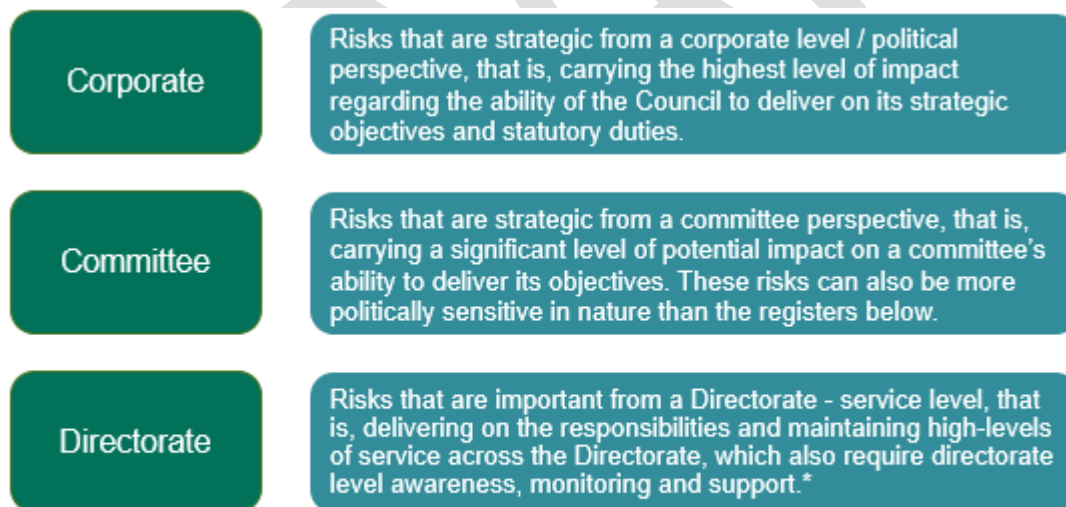 Corporate
Risks that are strategic from a corporate level / political
perspective, that is, carrying the highest level of impact
regarding the ability of the Council to deliver on its strategic
objectives and statutory duties.
Committee
Risks that are strategic from a committee perspective, that is,
carrying a significant level of potential impact on a committee's
ability to deliver its objectives. These risks can also be more
politically sensitive in nature than the registers below.
Directorate
Risks that are important from a Directorate - service level, that
is, delivering on the responsibilities and maintaining high-levels
of service across the Directorate, which also require directorate
level awareness, monitoring and support.*